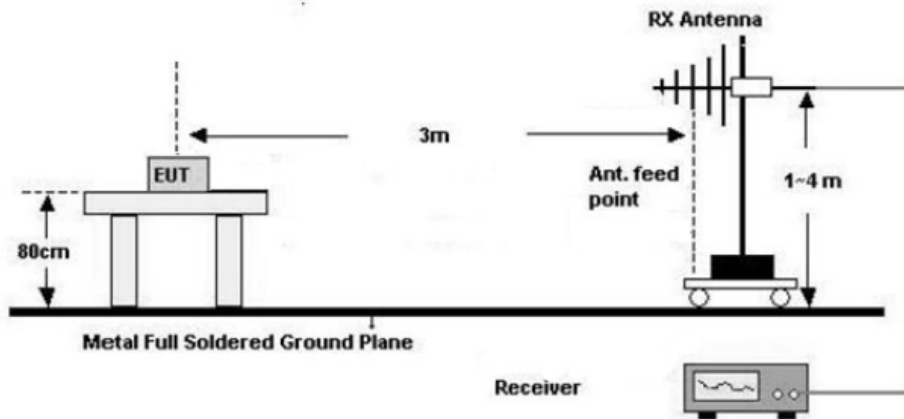 RX Antenna
3m
EUT
Ant. feed
point
1~4 m
80cm
Metal Full Soldered Ground Plane
Receiver